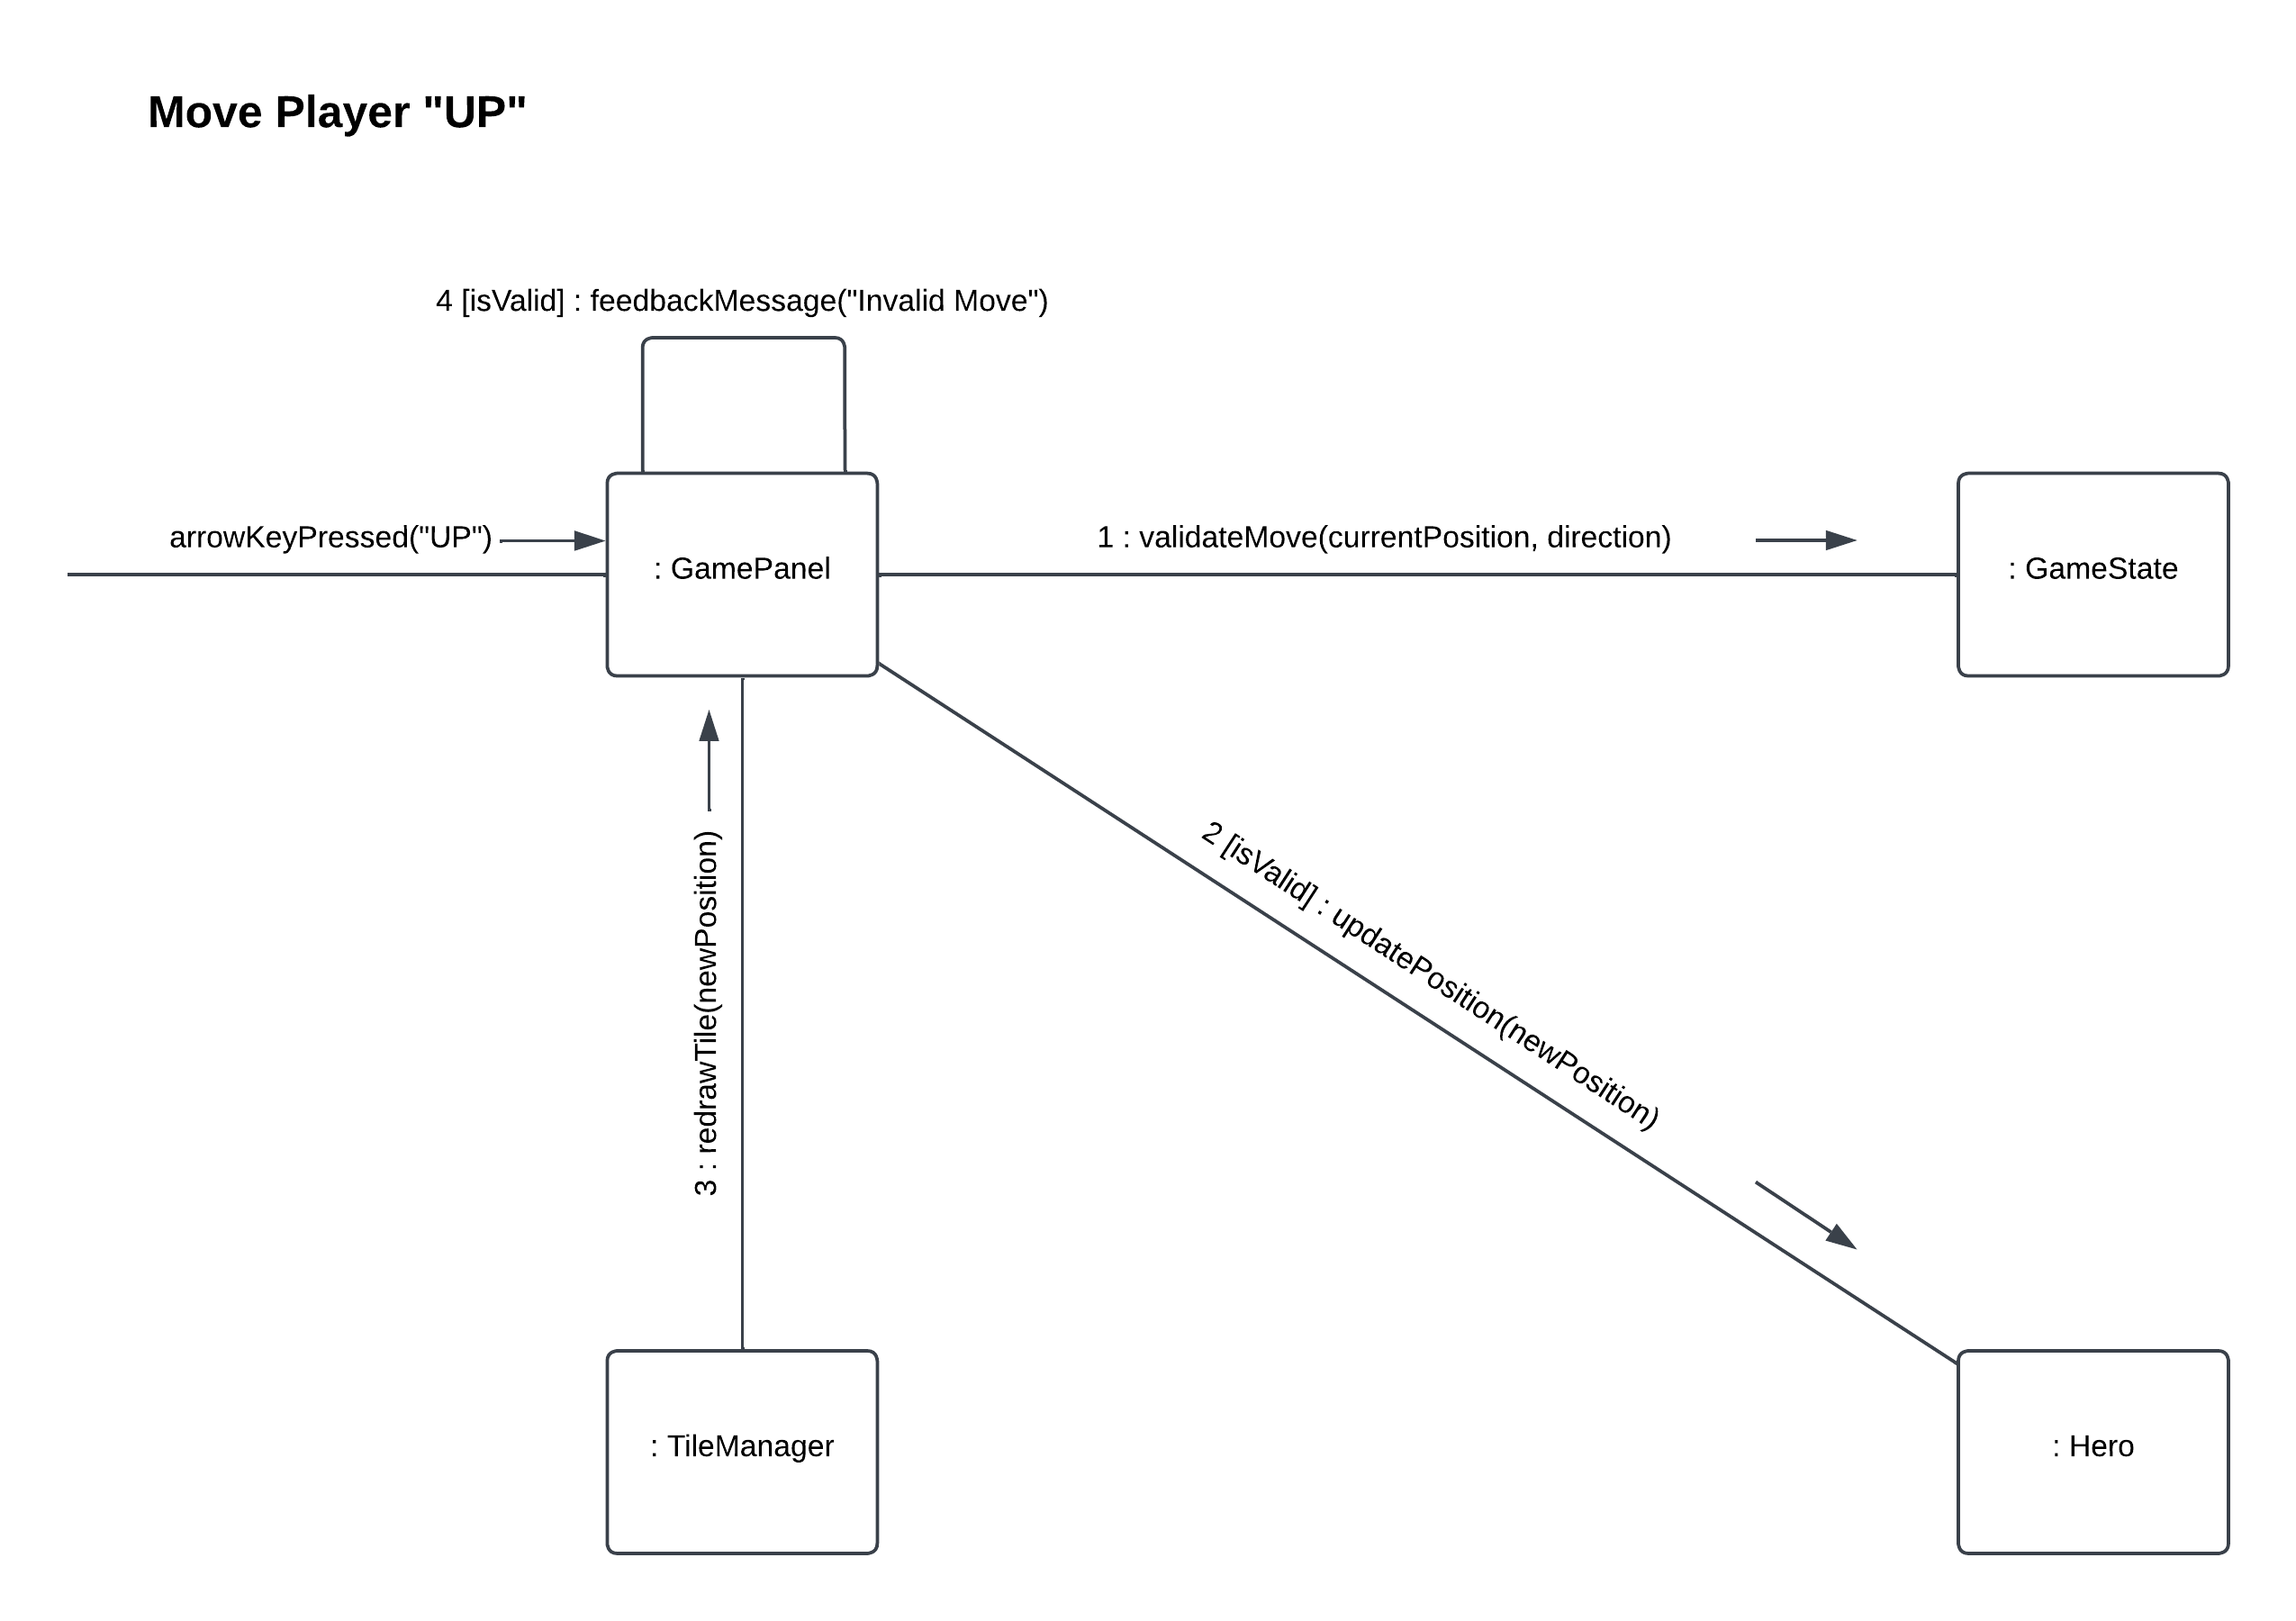 Move Player "UP"
4 [isValid] : feedbackMessage("Invalid Move")
arrowKeyPressed("UP")
: GamePanel
1 : validateMove(currentPosition, direction)
: GameState
3 : redrawTile(newPosition)
2 [isValid] : updatePosition(newPosition)
: TileManager
: Hero